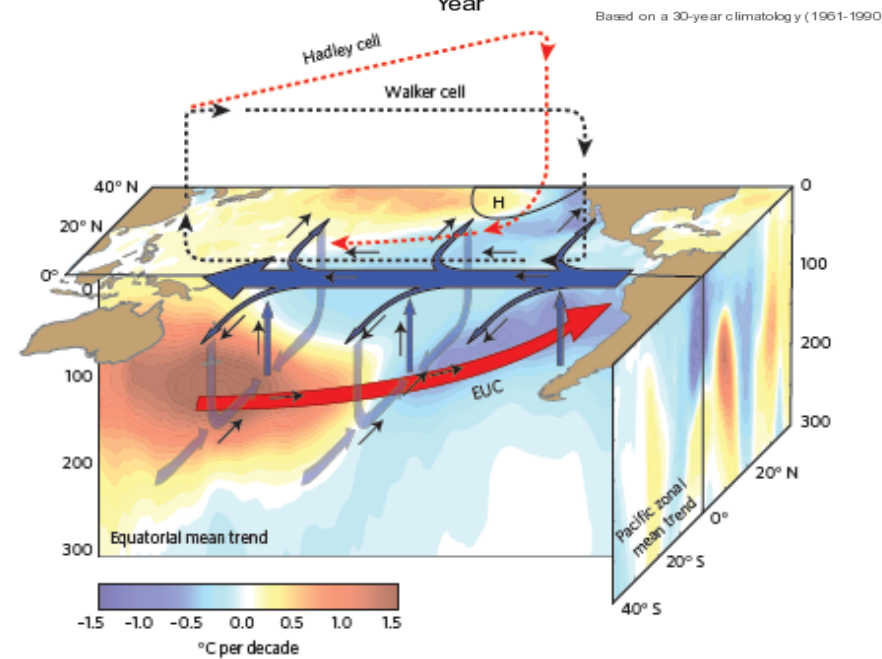 Year
Based on a 30-year climatology (1961-1990
Hadley cell
Walker cell
40° N
20° N
0°
H
0
100
200
300
0
100
200
300
EUC
Equatorial mean trend
Pacific zonal
mean trend
20° N
0°
20° S
40° S
-1.5 -1.0 -0.5 0.0 0.5 1.0 1.5
°C per decade